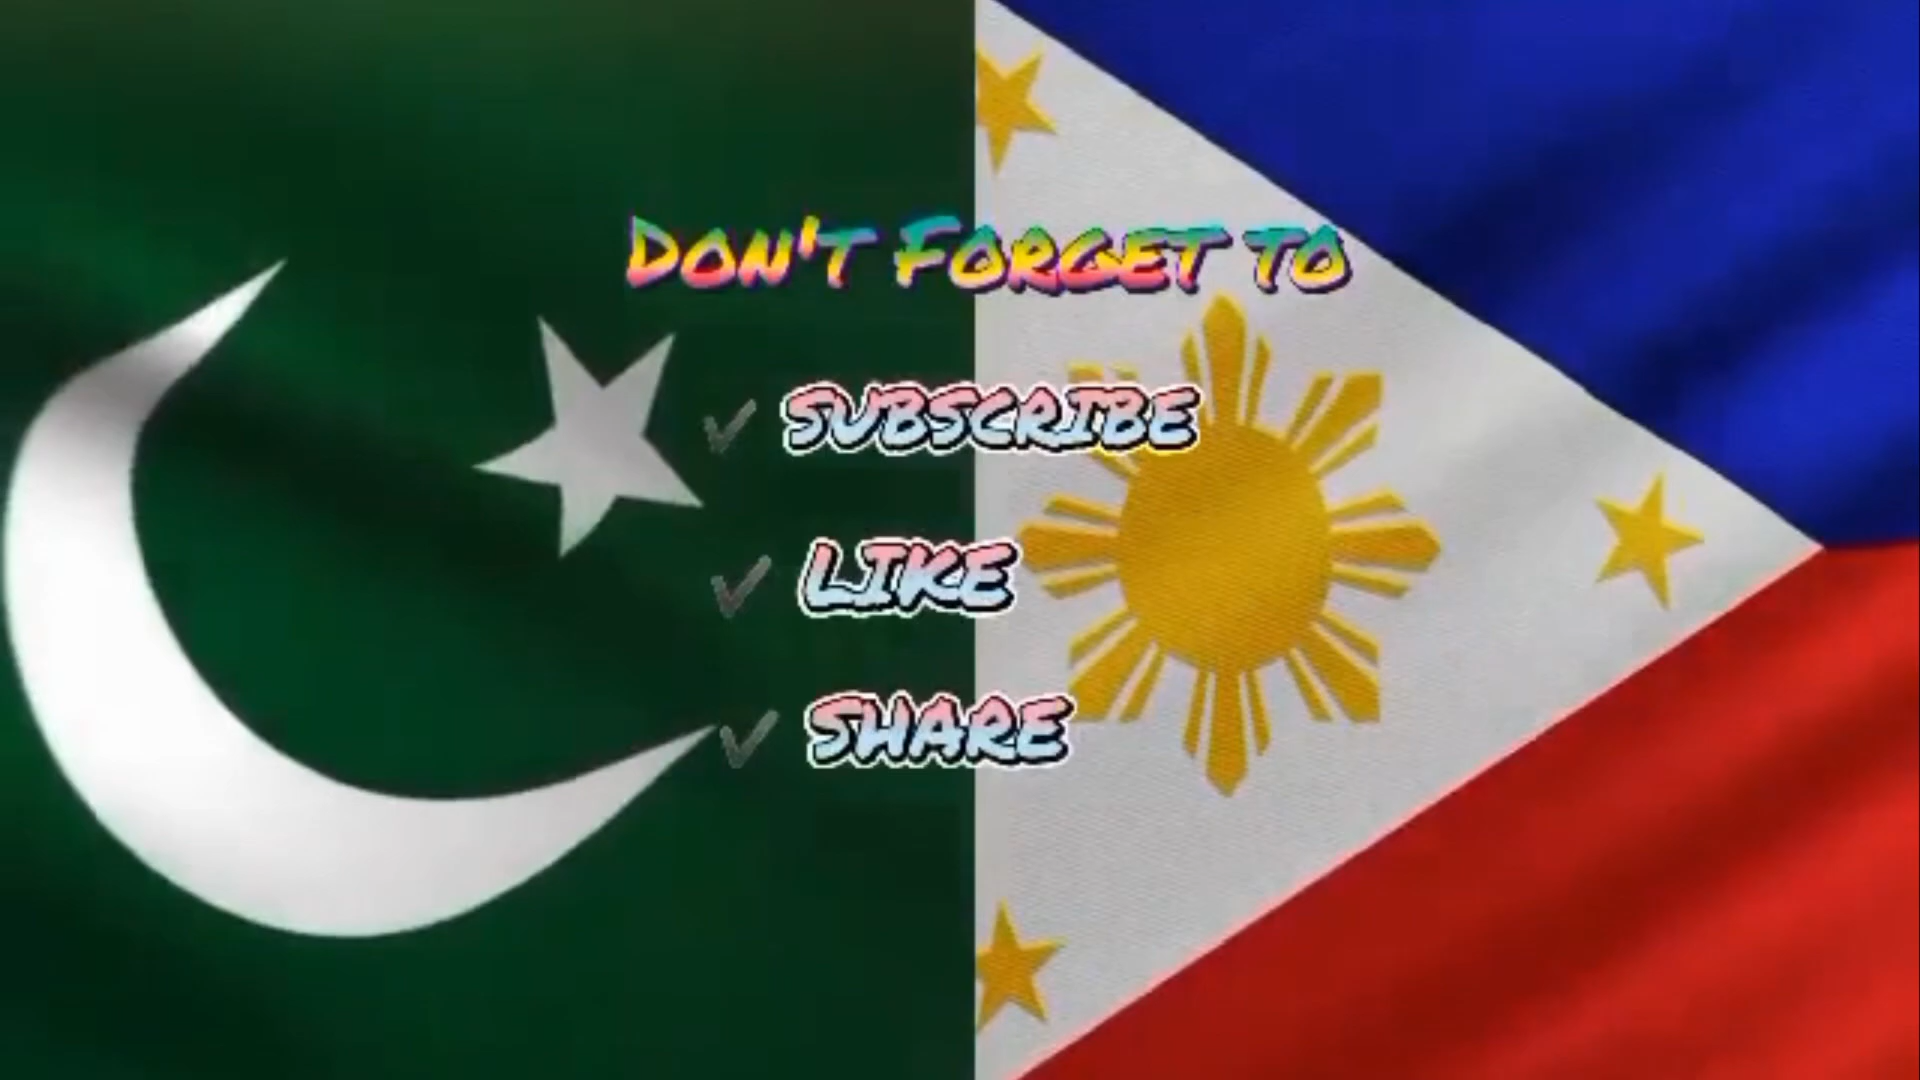 DON'T FORGET TO
✓ SUBSCRIBE
✓ LIKE
✓ SHARE